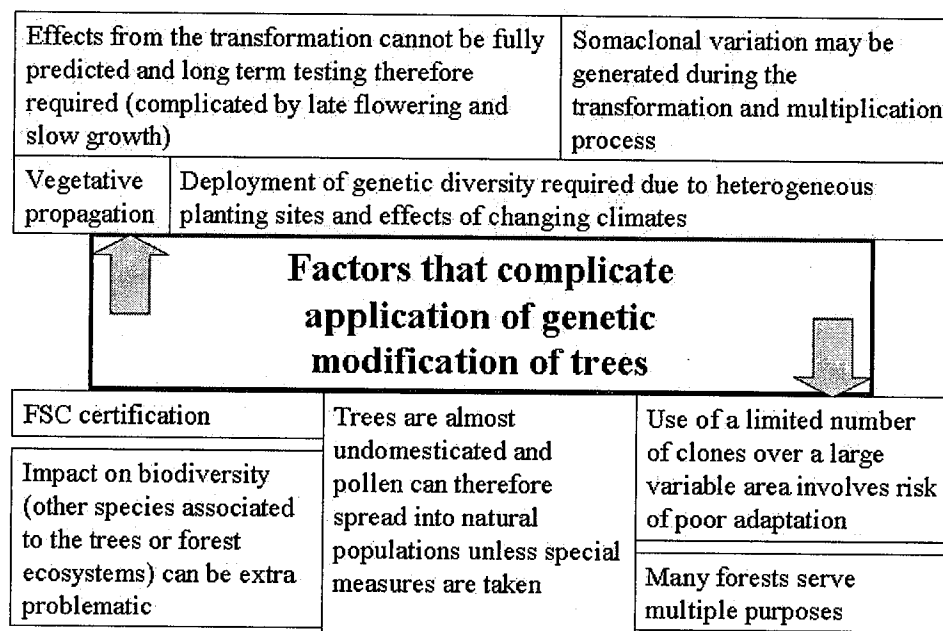 Effects from the transformation cannot be fully
predicted and long term testing therefore
required (complicated by late flowering and
slow growth)
Somaclonal variation may be
generated during the
transformation and multiplication
process
Vegetative
propagation
Deployment of genetic diversity required due to heterogeneous
planting sites and effects of changing climates
Factors that complicate
application of genetic
modification of trees
FSC certification
Impact on biodiversity
(other species associated
to the trees or forest
ecosystems) can be extra
problematic
Trees are almost
undomesticated and
pollen can therefore
spread into natural
populations unless special
measures are taken
Use of a limited number
of clones over a large
variable area involves risk
of poor adaptation
Many forests serve
multiple purposes